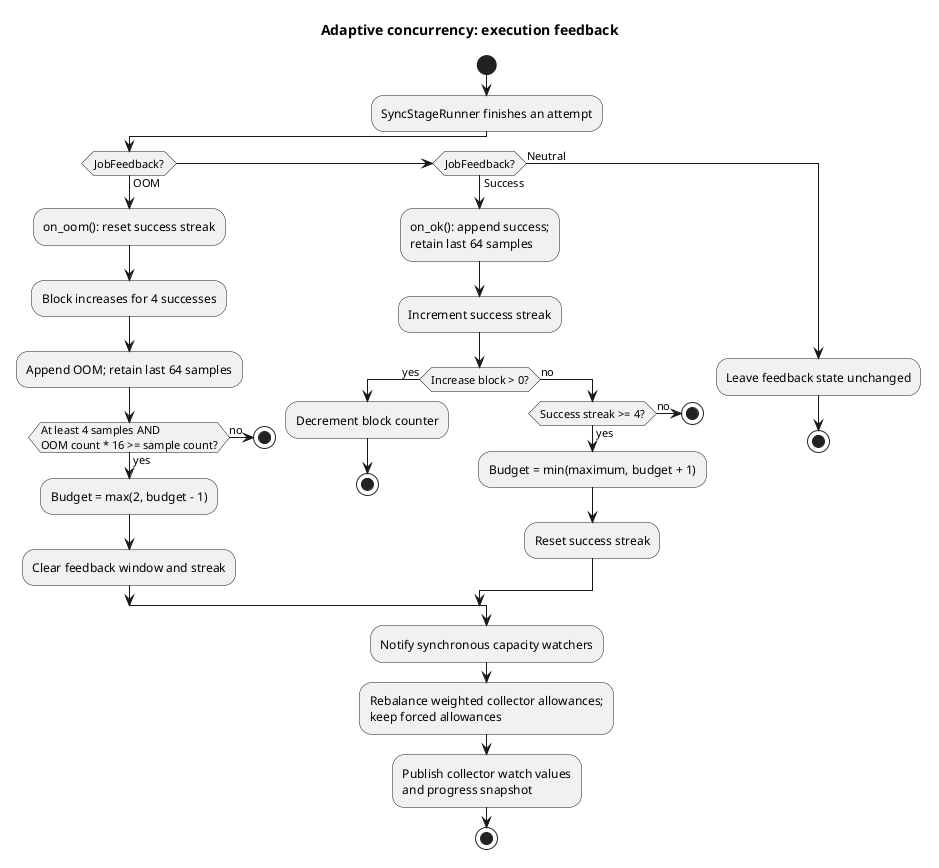 Adaptive concurrency: execution feedback
SyncStageRunner finishes an attempt
JobFeedback?
OOM
on_oom(): reset success streak
Block increases for 4 successes
Append OOM; retain last 64 samples
At least 4 samples AND
OOM count * 16 >= sample count?
no
yes
Budget = max(2, budget - 1)
Clear feedback window and streak
JobFeedback?
Success
on_ok(): append success;
retain last 64 samples
Increment success streak
Increase block > 0?
yes
Decrement block counter
no
Success streak >= 4?
no
yes
Budget = min(maximum, budget + 1)
Reset success streak
Neutral
Leave feedback state unchanged
Notify synchronous capacity watchers
Rebalance weighted collector allowances;
keep forced allowances
Publish collector watch values
and progress snapshot